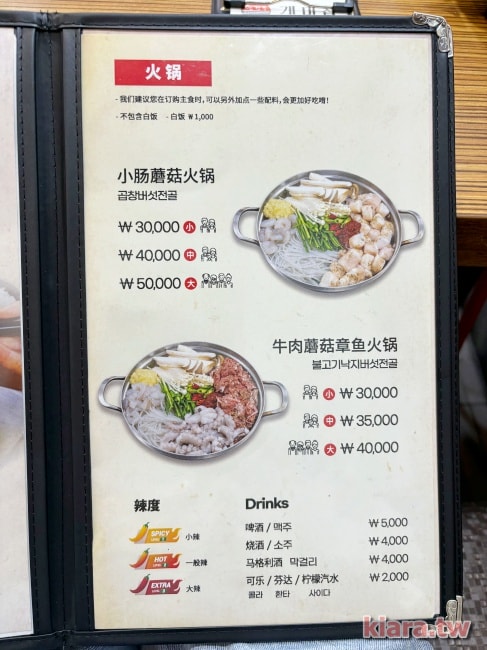 火锅
- 我们建议您在订购主食时, 可以另外加点一些配料, 会更加好吃唷!
- 不包含白饭 - 白饭 ₩1,000
小肠蘑菇火锅
곱창버섯전골
₩ 30,000 小
₩ 40,000 中
₩ 50,000 大
牛肉蘑菇章鱼火锅
불고기낙지버섯전골
小 ₩ 30,000
中 ₩ 35,000
大 ₩ 40,000
辣度
SPICY 小辣
HOT 一般辣
EXTRA 大辣
Drinks
啤酒 / 맥주 ₩ 5,000
烧酒 / 소주 ₩ 4,000
马格利酒 막걸리 ₩ 4,000
可乐 / 芬达 / 柠檬汽水 ₩ 2,000
콜라 환타 사이다
klara.tw